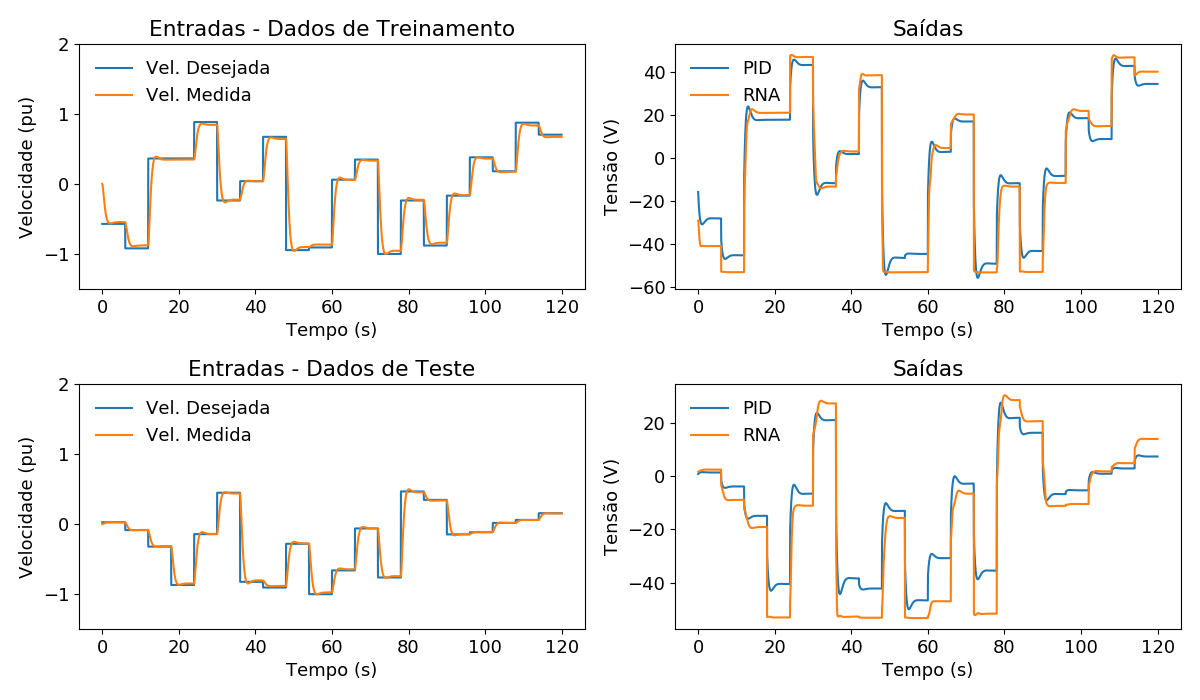 Entradas - Dados de Treinamento
Vel. Desejada
Vel. Medida
Velocidade (pu)
2
1
0
−1
0 20 40 60 80 100 120
Tempo (s)
Saídas
PID
RNA
Tensão (V)
40
20
0
−20
−40
−60
0 20 40 60 80 100 120
Tempo (s)
Entradas - Dados de Teste
Vel. Desejada
Vel. Medida
Velocidade (pu)
2
1
0
−1
0 20 40 60 80 100 120
Tempo (s)
Saídas
PID
RNA
Tensão (V)
20
0
−20
−40
0 20 40 60 80 100 120
Tempo (s)